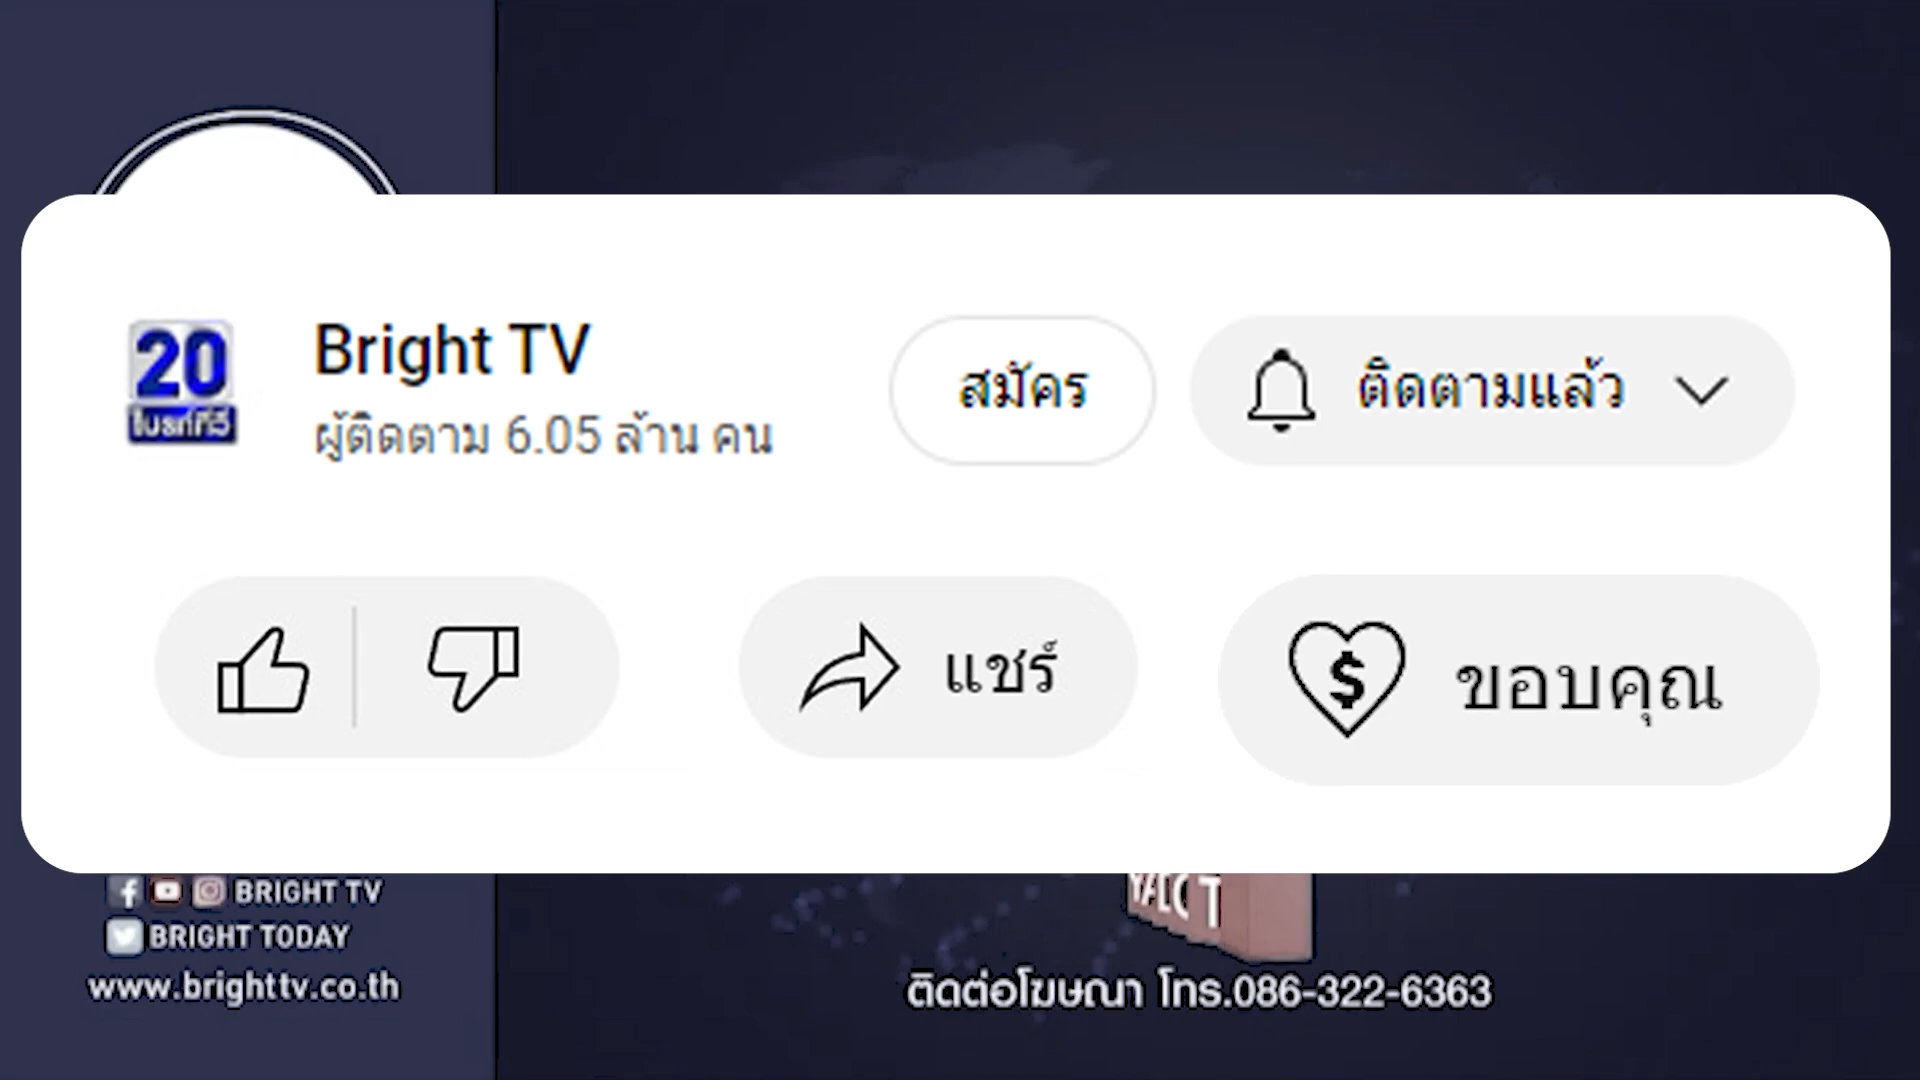 20
ไบรท์ทีวี
Bright TV
ผู้ติดตาม 6.05 ล้าน คน
สมัคร
ติดตามแล้ว
แชร์
$
ขอบคุณ
BRIGHT TV
BRIGHT TODAY
www.brighttv.co.th
ติดต่อโฆษณา โทร.086-322-6363